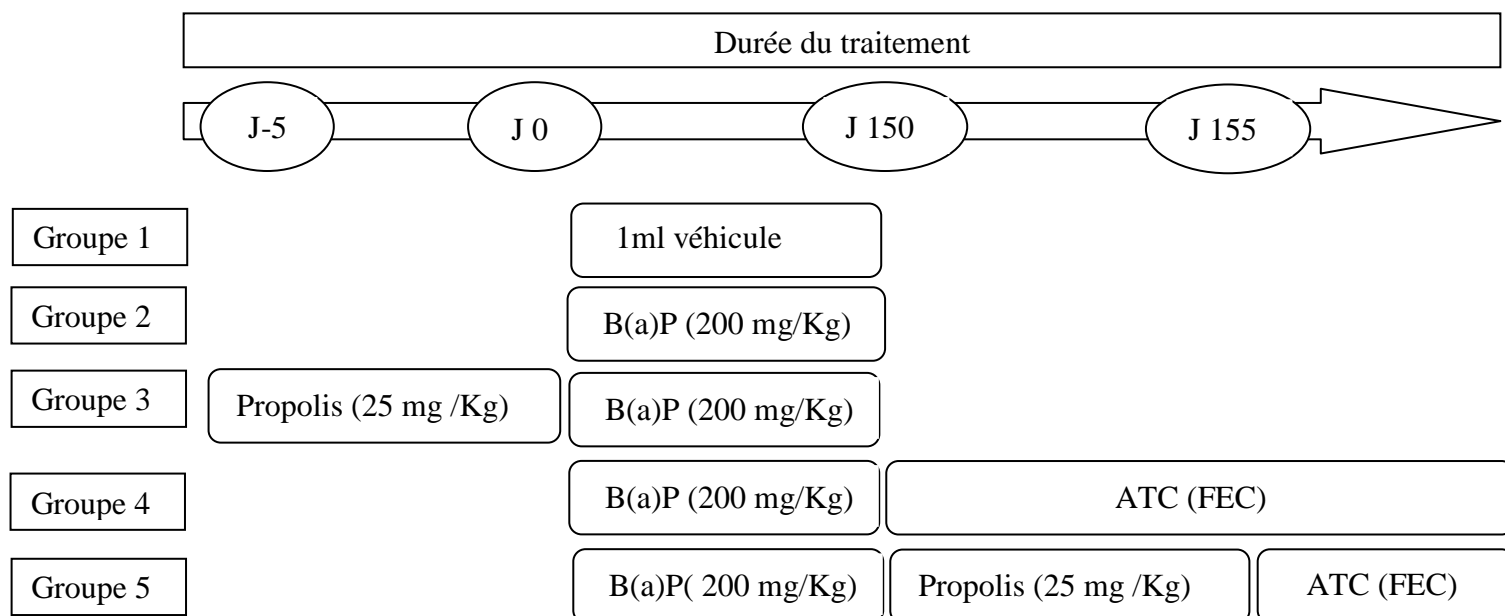 Durée du traitement
J-5 J 0 J 150 J 155
Groupe 1 1ml véhicule
Groupe 2 B(a)P (200 mg/Kg)
Groupe 3 Propolis (25 mg /Kg) B(a)P (200 mg/Kg)
Groupe 4 B(a)P (200 mg/Kg) ATC (FEC)
Groupe 5 B(a)P( 200 mg/Kg) Propolis (25 mg /Kg) ATC (FEC)